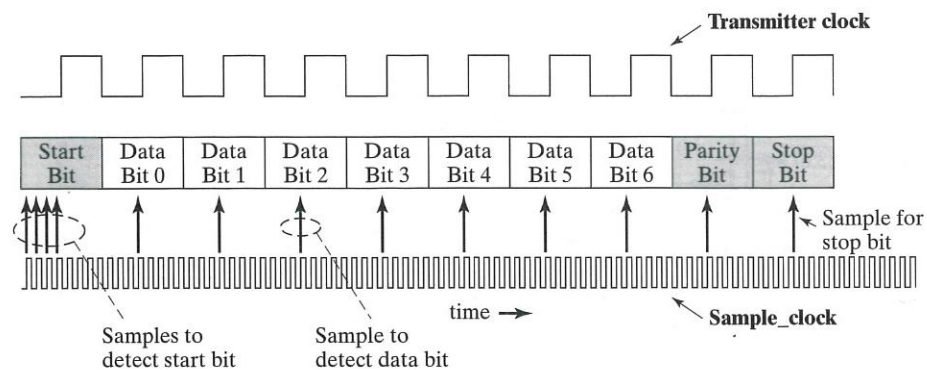 Transmitter clock
Start Bit
Data Bit 0
Data Bit 1
Data Bit 2
Data Bit 3
Data Bit 4
Data Bit 5
Data Bit 6
Parity Bit
Stop Bit
Sample for
stop bit
time
Sample_clock
Samples to
detect start bit
Sample to
detect data bit